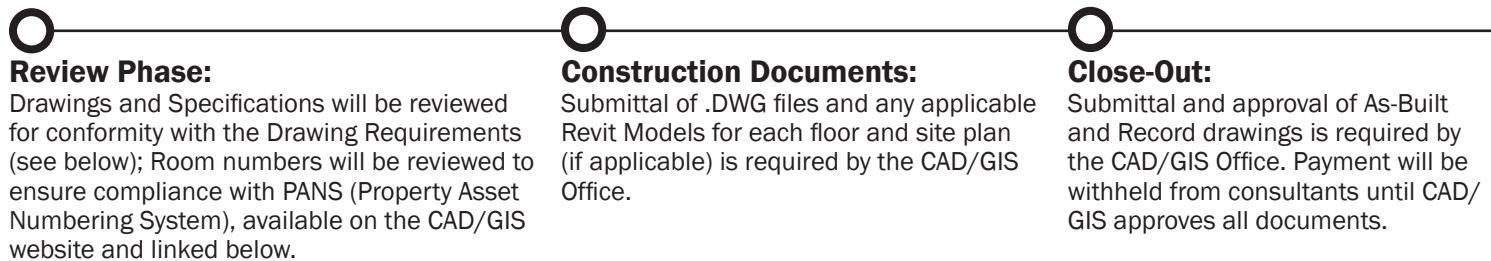 Review Phase:
Drawings and Specifications will be reviewed
for conformity with the Drawing Requirements
(see below); Room numbers will be reviewed to
ensure compliance with PANS (Property Asset
Numbering System), available on the CAD/GIS
website and linked below.
Construction Documents:
Submittal of .DWG files and any applicable
Revit Models for each floor and site plan
(if applicable) is required by the CAD/GIS
Office.
Close-Out:
Submittal and approval of As-Built
and Record drawings is required by
the CAD/GIS Office. Payment will be
withheld from consultants until CAD/
GIS approves all documents.